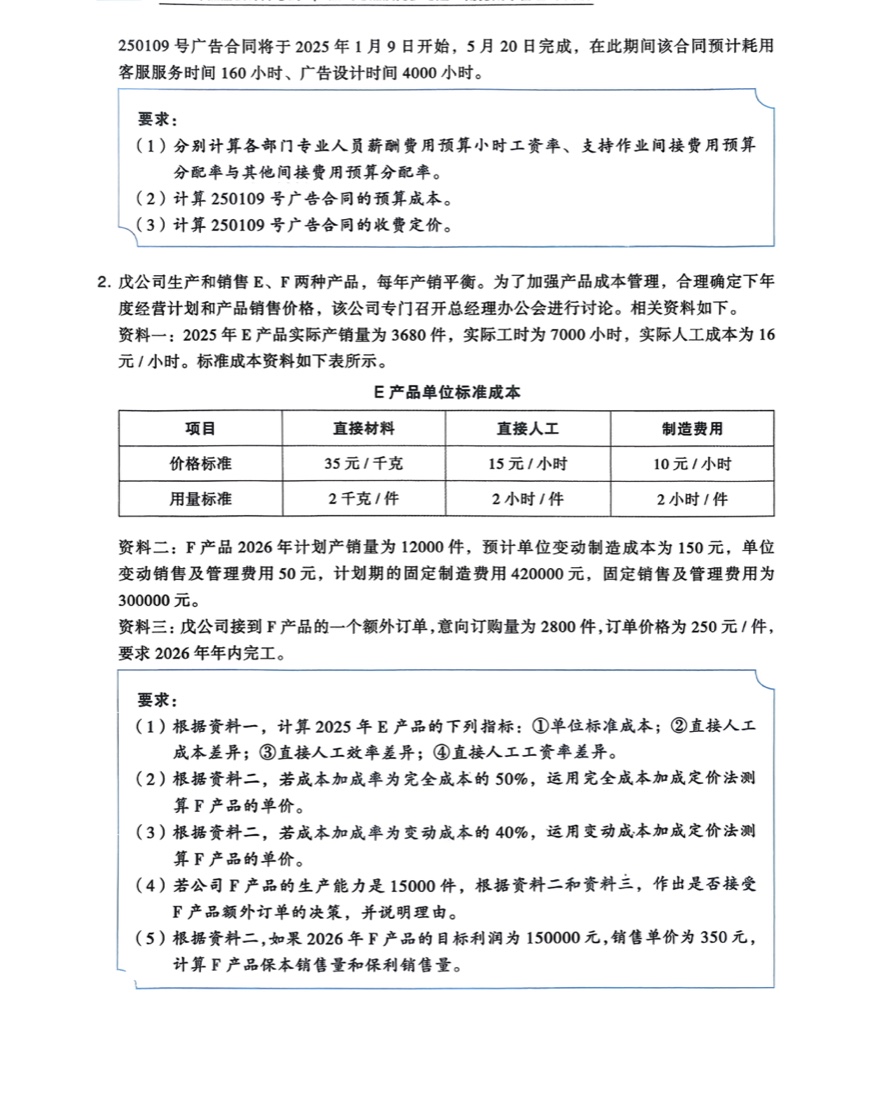 250109 号广告合同将于 2025 年 1 月 9 日开始，5 月 20 日完成，在此期间该合同预计耗用
客服服务时间 160 小时、广告设计时间 4000 小时。
要求：
（1）分别计算各部门专业人员薪酬费用预算小时工资率、支持作业间接费用预算
分配率与其他间接费用预算分配率。
（2）计算 250109 号广告合同的预算成本。
（3）计算 250109 号广告合同的收费定价。
2. 戊公司生产和销售 E、F 两种产品，每年产销平衡。为了加强产品成本管理，合理确定下年
度经营计划和产品销售价格，该公司专门召开总经理办公会进行讨论。相关资料如下。
资料一：2025 年 E 产品实际产销量为 3680 件，实际工时为 7000 小时，实际人工成本为 16
元 / 小时。标准成本资料如下表所示。
E 产品单位标准成本
项目 直接材料 直接人工 制造费用
价格标准 35 元 / 千克 15 元 / 小时 10 元 / 小时
用量标准 2 千克 / 件 2 小时 / 件 2 小时 / 件
资料二：F 产品 2026 年计划产销量为 12000 件，预计单位变动制造成本为 150 元，单位
变动销售及管理费用 50 元，计划期的固定制造费用 420000 元，固定销售及管理费用为
300000 元。
资料三：戊公司接到 F 产品的一个额外订单，意向订购量为 2800 件，订单价格为 250 元 / 件，
要求 2026 年年内完工。
要求：
（1）根据资料一，计算 2025 年 E 产品的下列指标：①单位标准成本；②直接人工
成本差异；③直接人工效率差异；④直接人工工资率差异。
（2）根据资料二，若成本加成率为完全成本的 50%，运用完全成本加成定价法测
算 F 产品的单价。
（3）根据资料二，若成本加成率为变动成本的 40%，运用变动成本加成定价法测
算 F 产品的单价。
（4）若公司 F 产品的生产能力是 15000 件，根据资料二和资料三，作出是否接受
F 产品额外订单的决策，并说明理由。
（5）根据资料二，如果 2026 年 F 产品的目标利润为 150000 元，销售单价为 350 元，
计算 F 产品保本销售量和保利销售量。